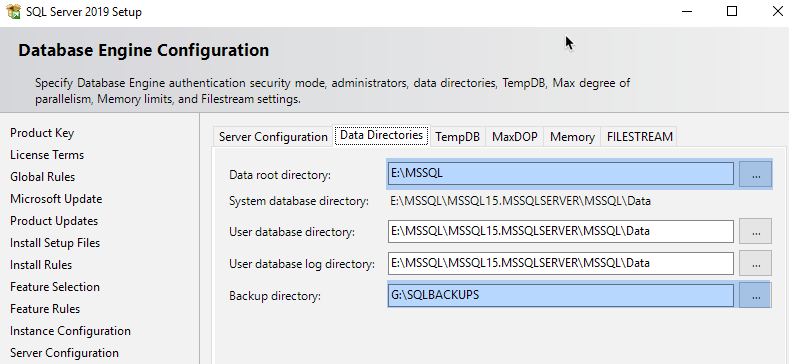 SQL Server 2019 Setup
Database Engine Configuration
Specify Database Engine authentication security mode, administrators, data directories, TempDB, Max degree of
parallelism, Memory limits, and Filestream settings.
Product Key
License Terms
Global Rules
Microsoft Update
Product Updates
Install Setup Files
Install Rules
Feature Selection
Feature Rules
Instance Configuration
Server Configuration
Server Configuration Data Directories TempDB MaxDOP Memory FILESTREAM
Data root directory: E:\MSSQL ...
System database directory: E:\MSSQL\MSSQL15.MSSQLSERVER\MSSQL\Data
User database directory: E:\MSSQL\MSSQL15.MSSQLSERVER\MSSQL\Data ...
User database log directory: E:\MSSQL\MSSQL15.MSSQLSERVER\MSSQL\Data ...
Backup directory: G:\SQLBACKUPS ...